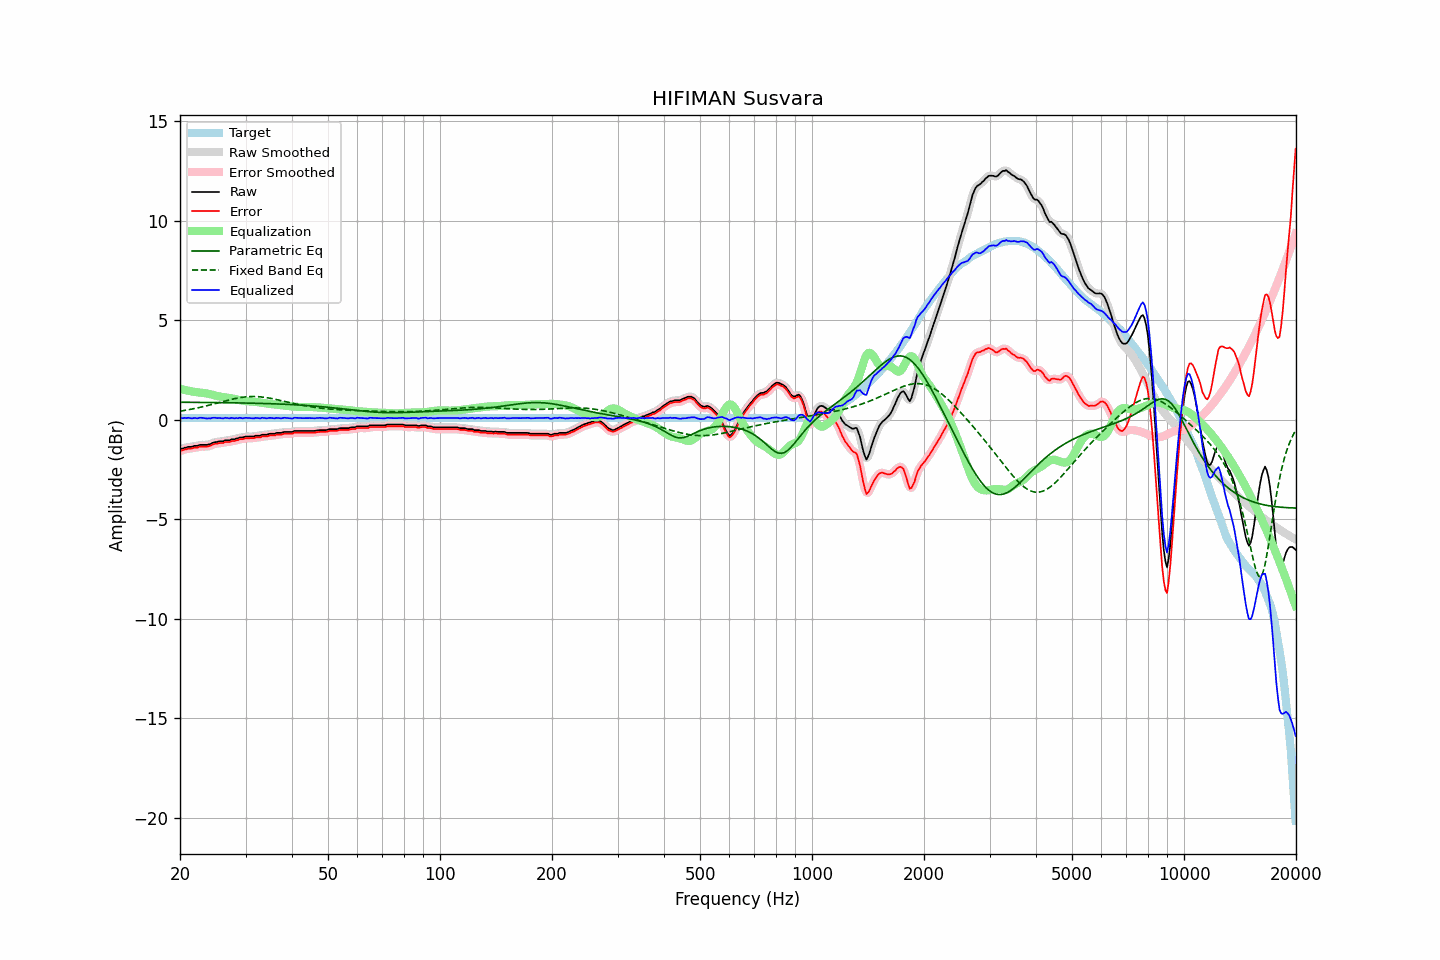 HIFIMAN Susvara
Target
Raw Smoothed
Error Smoothed
Raw
Error
Equalization
Parametric Eq
Fixed Band Eq
Equalized
15
10
5
0
−5
−10
−15
−20
Amplitude (dBr)
20
50
100
200
500
1000
2000
5000
10000
20000
Frequency (Hz)